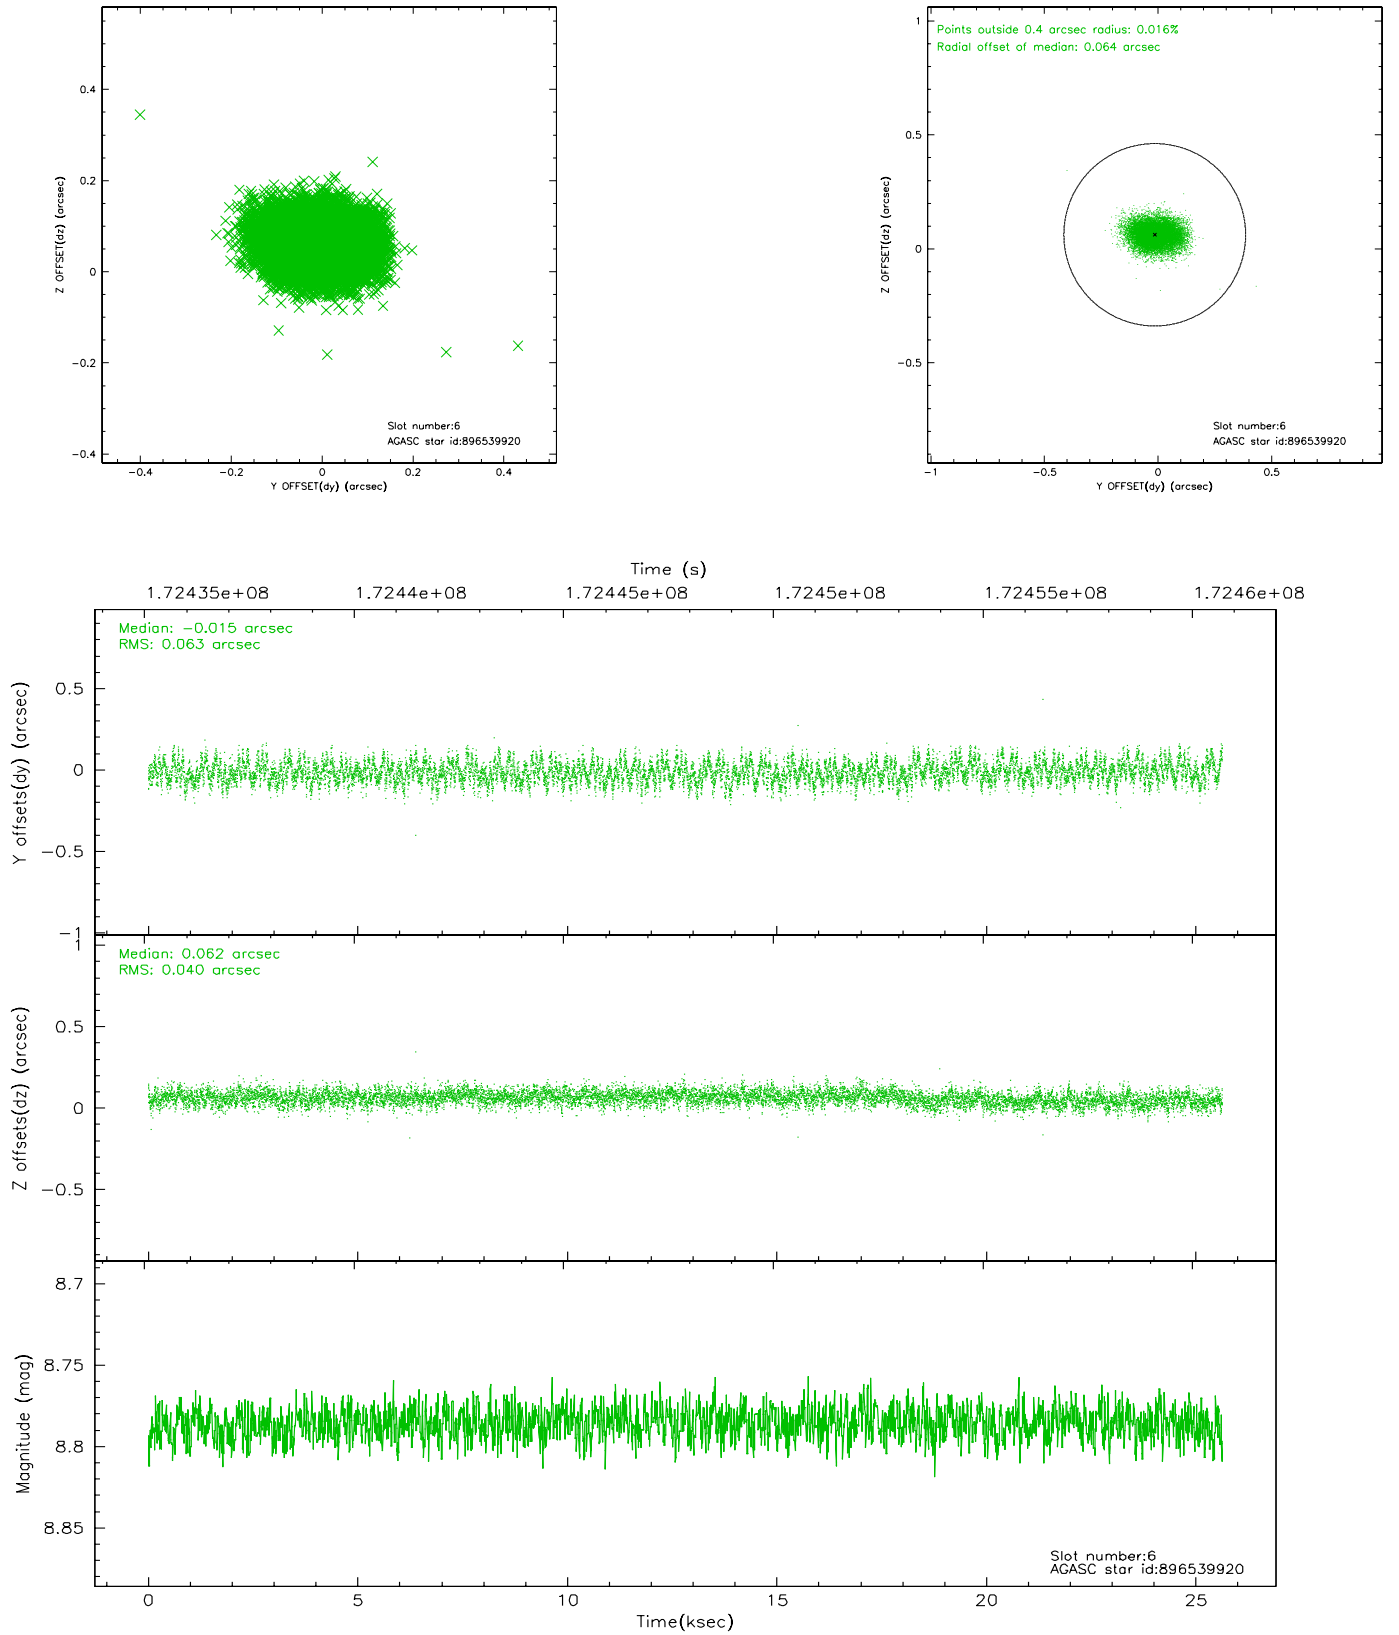 0.4
0.2
0
−0.2
−0.4
Z OFFSET(dz) (arcsec)
Slot number:6
AGASC star id:896539920
−0.4 −0.2 0 0.2 0.4
Y OFFSET(dy) (arcsec)
Points outside 0.4 arcsec radius: 0.016%
Radial offset of median: 0.064 arcsec
1
0.5
0
−0.5
Z OFFSET(dz) (arcsec)
Slot number:6
AGASC star id:896539920
−1 −0.5 0 0.5
Y OFFSET(dy) (arcsec)
Time (s)
1.72435e+08 1.7244e+08 1.72445e+08 1.7245e+08 1.72455e+08 1.7246e+08
Median: −0.015 arcsec
RMS: 0.063 arcsec
0.5
0
−0.5
−1
Y offsets(dy) (arcsec)
Median: 0.062 arcsec
RMS: 0.040 arcsec
1
0.5
0
−0.5
Z offsets(dz) (arcsec)
8.7
8.75
8.8
8.85
Magnitude (mag)
Slot number:6
AGASC star id:896539920
0 5 10 15 20 25
Time(ksec)